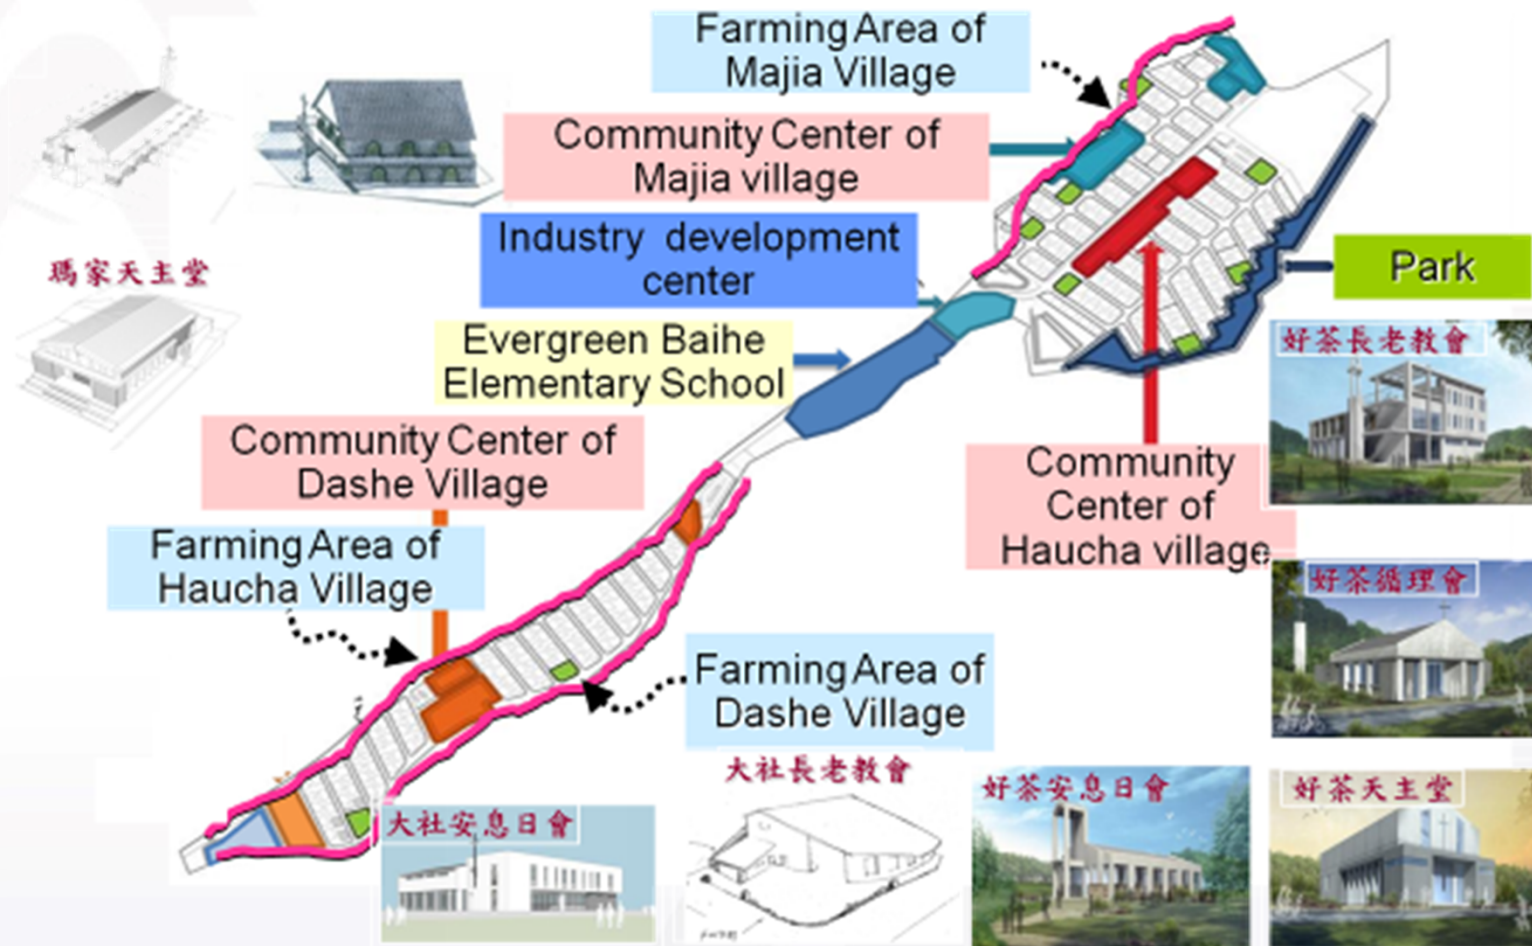 Farming Area of
Majia Village
Community Center of
Majia village
Industry development
center
Park
瑪家天主堂
Evergreen Baihe
Elementary School
好茶長老教會
Community Center of
Dashe Village
Community
Center of
Haucha village
Farming Area of
Haucha Village
好茶循理會
Farming Area of
Dashe Village
大社長老教會
好茶安息日會
好茶天主堂
大社安息日會